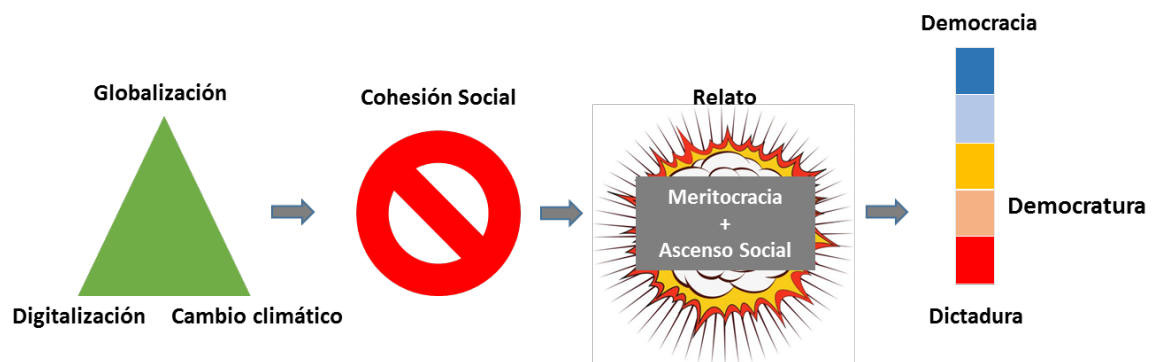 Globalización
Digitalización
Cambio climático
Cohesión Social
Relato
Meritocracia
+
Ascenso Social
Democracia
Democratura
Dictadura